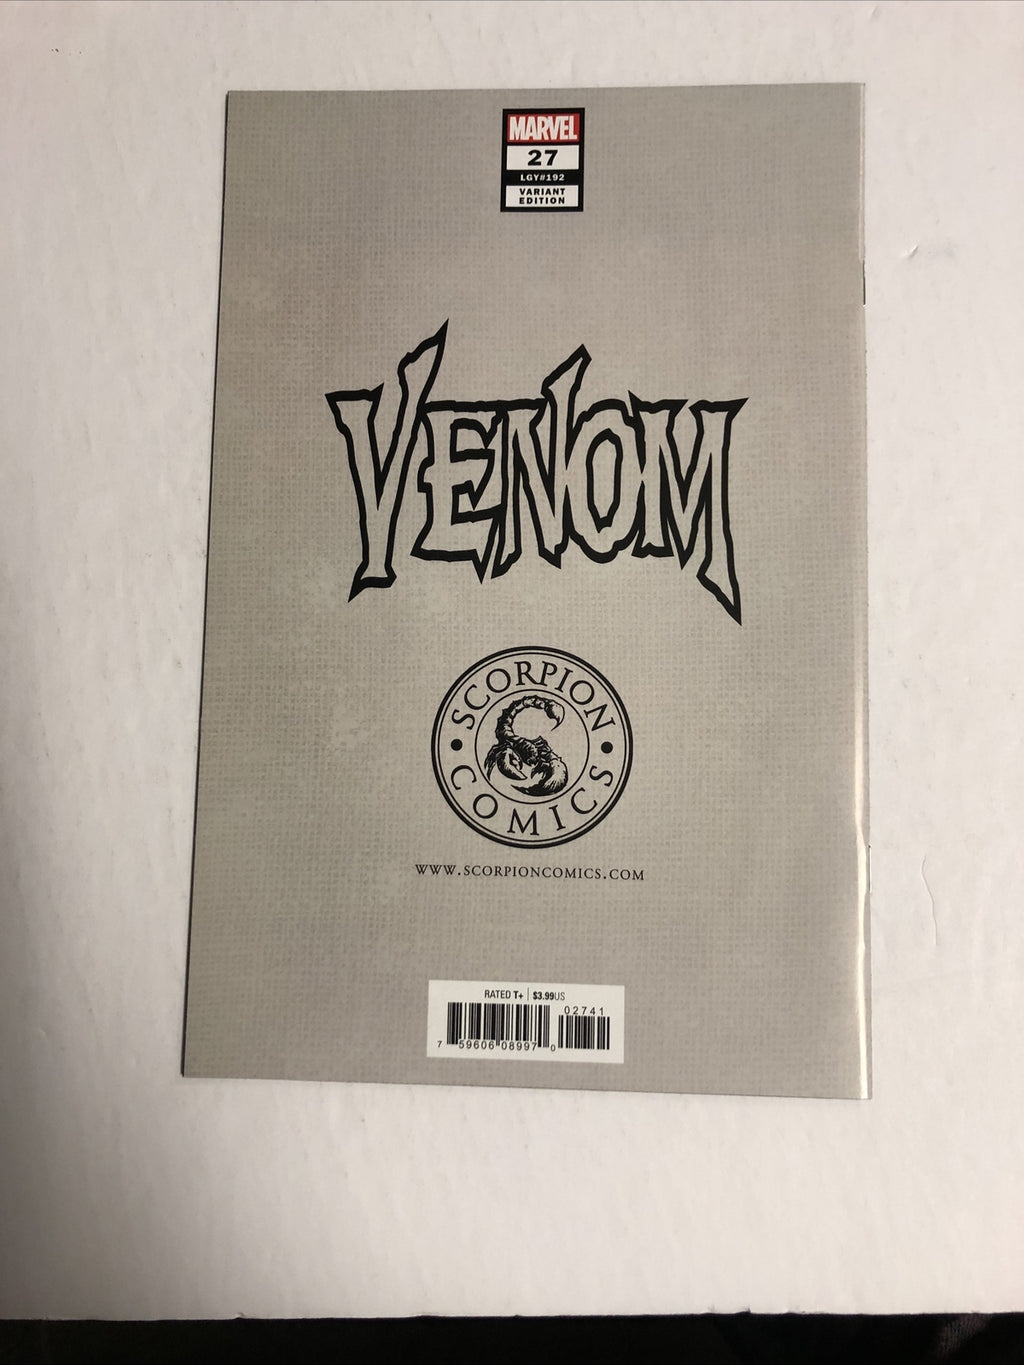 MARVEL
27
LGY#192
VARIANT
EDITION
VENOM
SCORPION
COMICS
WWW.SCORPIONCOMICS.COM
RATED T+ $3.99US
02741
7 59606 08997 0